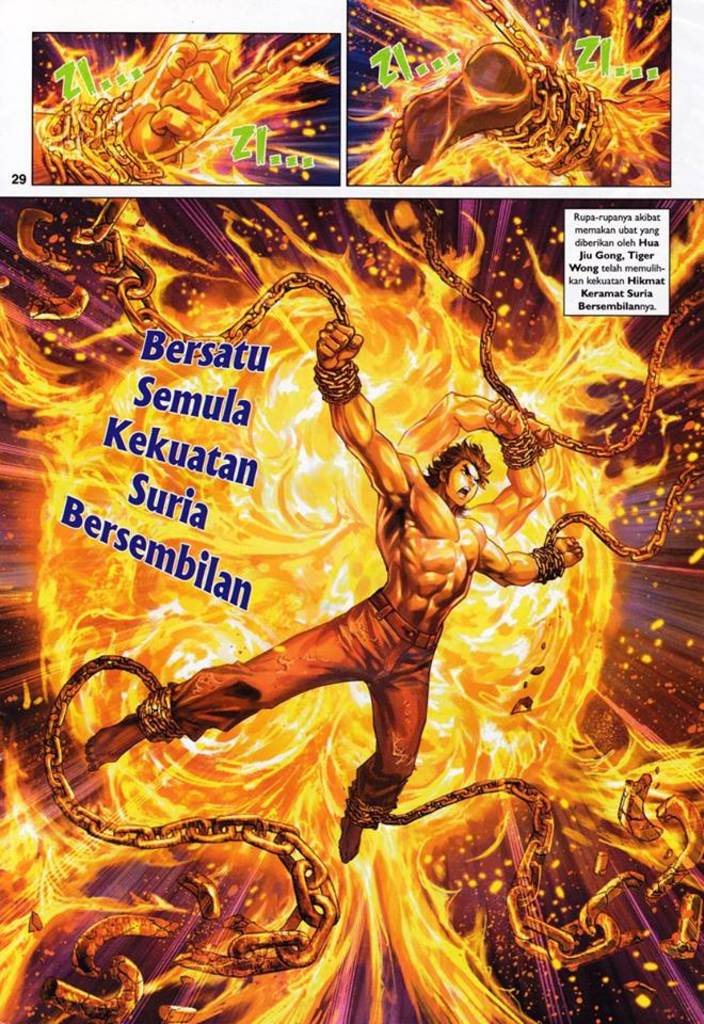 ZI...
ZI...
ZI...
ZI...
29
Rupa-rupanya akibat
memakan ubat yang
diberikan oleh Hua
Jiu Gong, Tiger
Wong telah memulih-
kan kekuatan Hikmat
Keramat Suria
Bersembilannya.
Bersatu
Semula
Kekuatan
Suria
Bersembilan